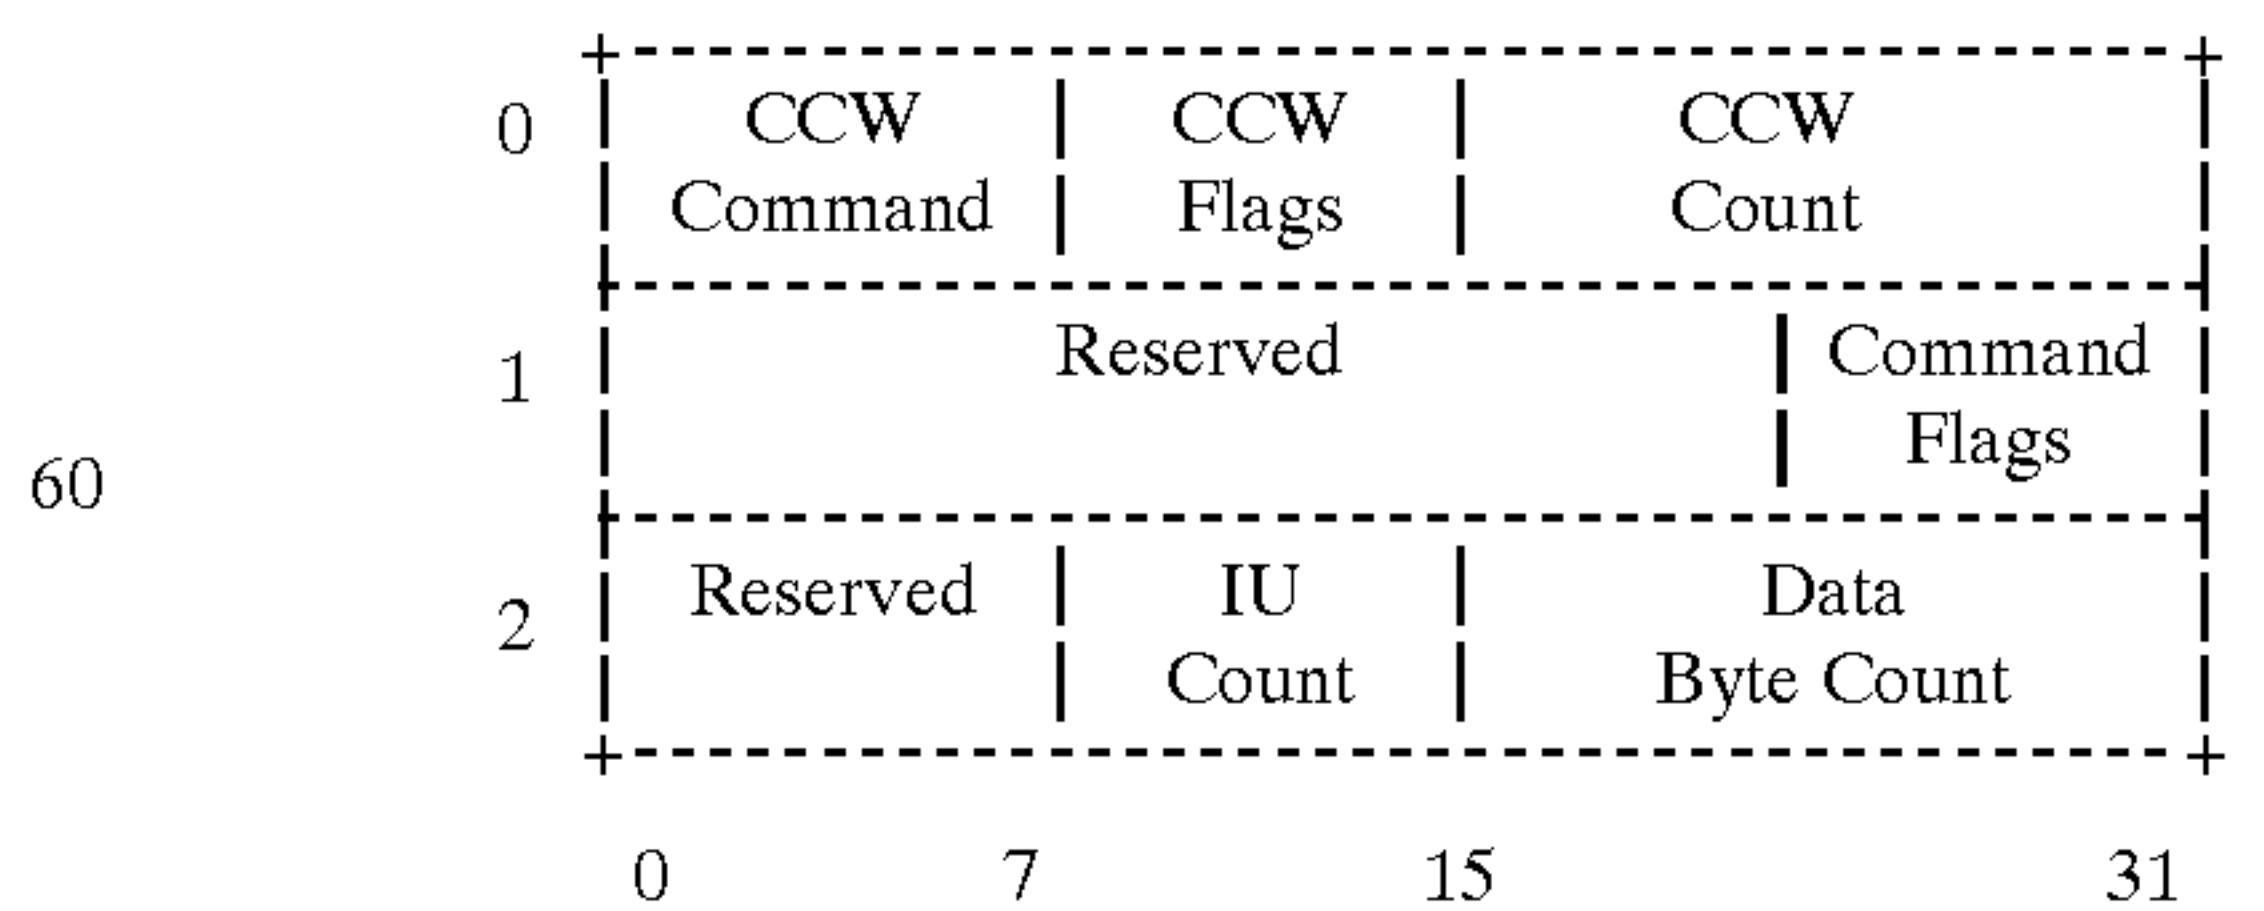 0 CCW CCW CCW
Command Flags Count
1 Reserved Command
Flags
60
2 Reserved IU Data
Count Byte Count
0 7 15 31